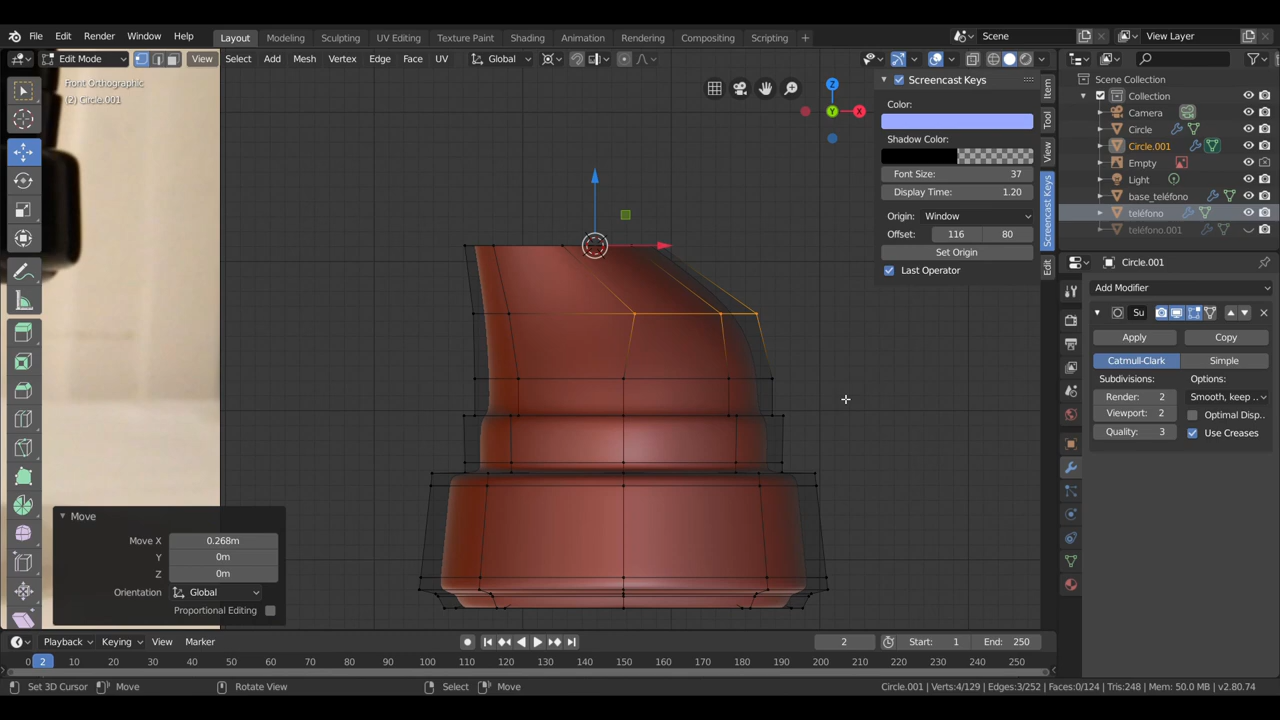 File Edit Render Window Help
Layout Modeling Sculpting UV Editing Texture Paint Shading Animation Rendering Compositing Scripting +
Scene
View Layer
Edit Mode
View Select Add Mesh Vertex Edge Face UV
Global
Front Orthographic
(2) Circle.001
Z
Y
X
Screencast Keys
Color:
Shadow Color:
Font Size: 37
Display Time: 1.20
Origin: Window
Offset: 116 80
Set Origin
Last Operator
Item
Tool
View
Screencast Keys
Edit
Scene Collection
Collection
Camera
Circle
Circle.001
Empty
Light
base_teléfono
teléfono
teléfono.001
Circle.001
Add Modifier
Su
Apply Copy
Catmull-Clark Simple
Subdivisions: Options:
Render: 2 Smooth, keep ..
Viewport: 2 Optimal Disp..
Quality: 3 Use Creases
Move
Move X 0.268m
Y 0m
Z 0m
Orientation Global
Proportional Editing
Playback Keying View Marker
2 Start: 1 End: 250
0 2 10 20 30 40 50 60 70 80 90 100 110 120 130 140 150 160 170 180 190 200 210 220 230 240 250
Set 3D Cursor Move Rotate View Select Move
Circle.001 | Verts:4/129 | Edges:3/252 | Faces:0/124 | Tris:248 | Mem: 50.0 MB | v2.80.74